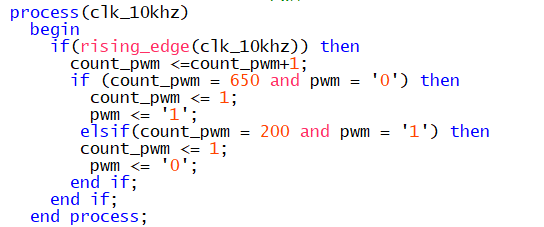 process(clk_10khz)
begin
if(rising_edge(clk_10khz)) then
count_pwm <=count_pwm+1;
if (count_pwm = 650 and pwm = '0') then
count_pwm <= 1;
pwm <= '1';
elsif(count_pwm = 200 and pwm = '1') then
count_pwm <= 1;
pwm <= '0';
end if;
end if;
end process;